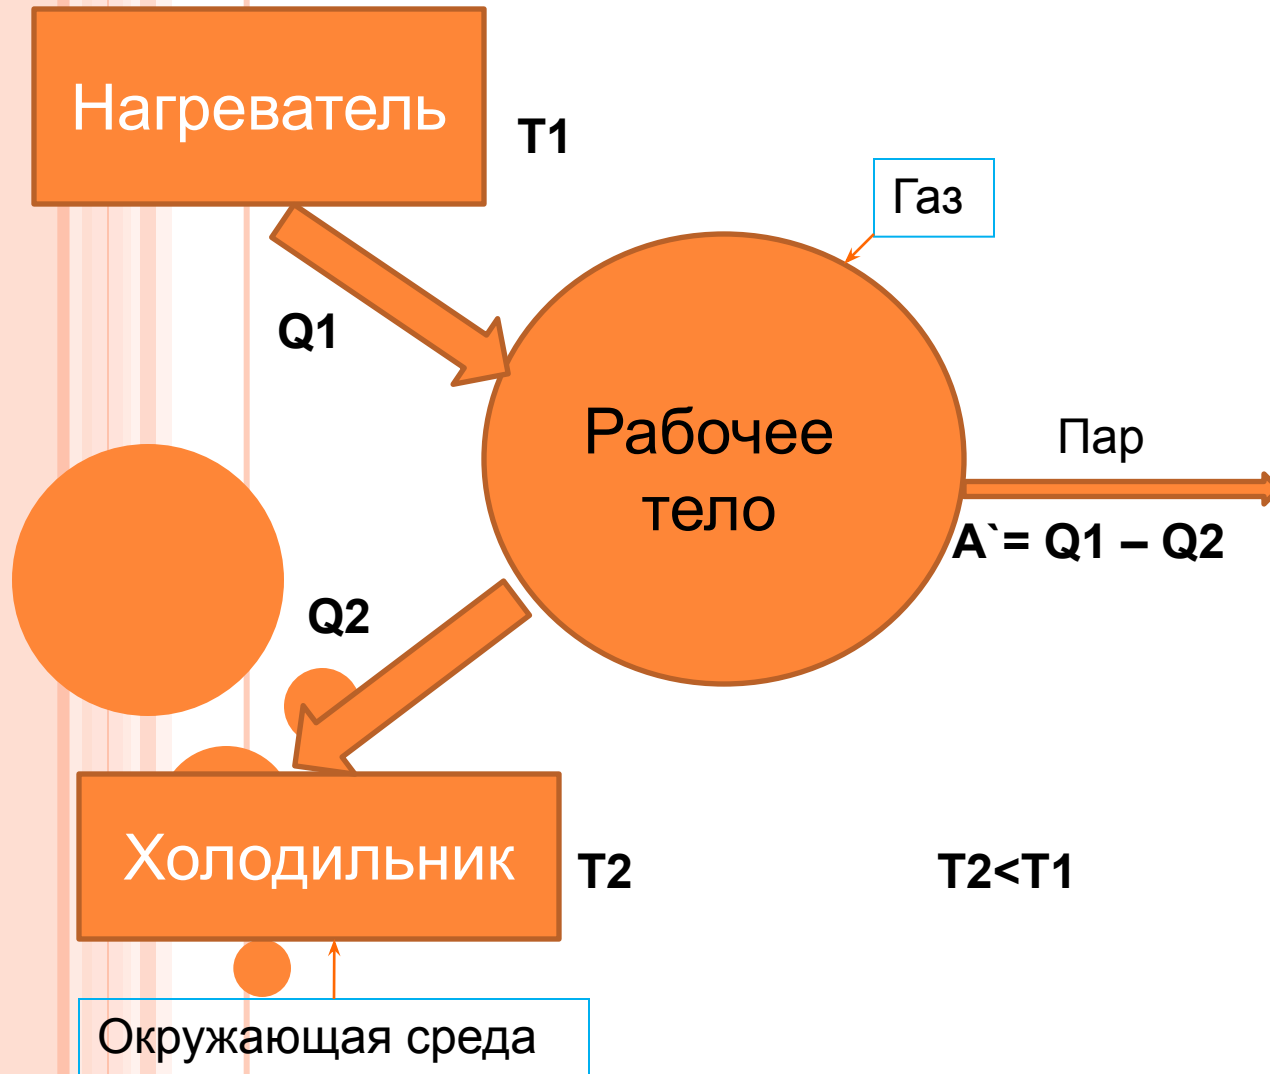 Нагреватель
T1
Газ
Q1
Рабочее
тело
Пар
A`= Q1 – Q2
Q2
Холодильник
T2
T2<T1
Окружающая среда